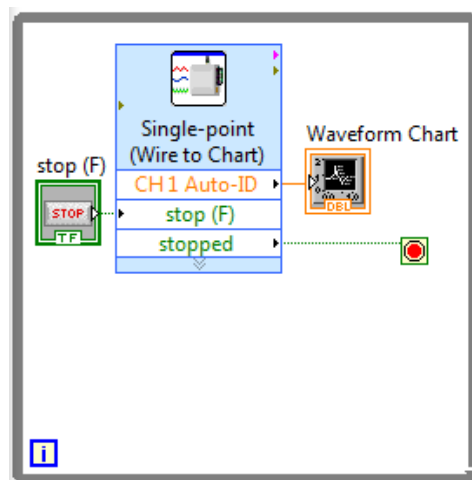 Single-point
(Wire to Chart)
Waveform Chart
stop (F)
CH 1 Auto-ID
STOP
stop (F)
TF
DBL
stopped
i